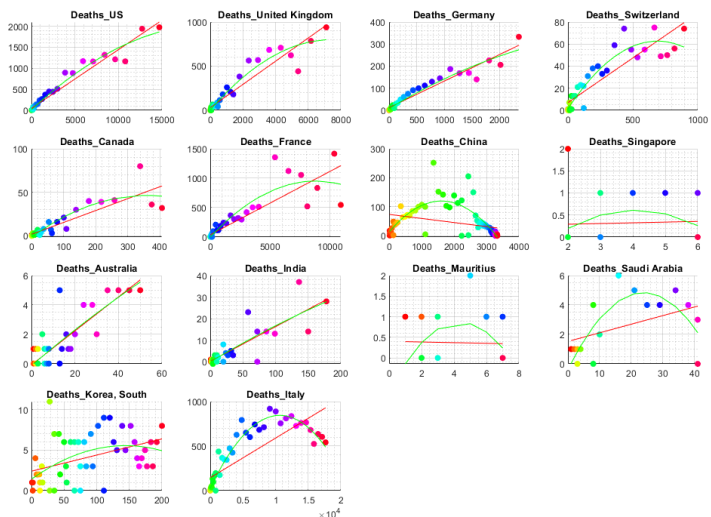 Deaths_US
2000
1500
1000
500
0
0 5000 10000 15000
Deaths_United Kingdom
1000
500
0
0 2000 4000 6000 8000
Deaths_Germany
400
300
200
100
0
0 500 1000 1500 2000
Deaths_Switzerland
80
60
40
20
0
0 500 1000
Deaths_Canada
100
50
0
0 100 200 300 400
Deaths_France
1500
1000
500
0
0 5000 10000
Deaths_China
300
200
100
0
0 1000 2000 3000 4000
Deaths_Singapore
2
1.5
1
0.5
0
2 3 4 5 6
Deaths_Australia
6
4
2
0
0 20 40 60
Deaths_India
40
30
20
10
0
0 50 100 150 200
Deaths_Mauritius
2
1.5
1
0.5
0
0 2 4 6 8
Deaths_Saudi Arabia
6
4
2
0
0 10 20 30 40
Deaths_Korea, South
10
5
0
0 50 100 150 200
Deaths_Italy
1000
500
0
0 0.5 1 1.5 2
×10⁴